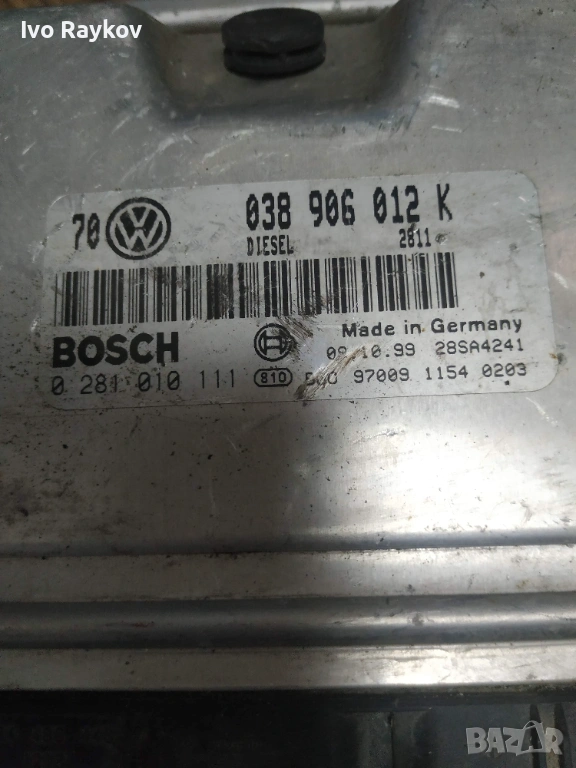 Ivo Raykov
70 038 906 012 K
DIESEL 2811
BOSCH Made in Germany
10.99 28SA4241
0 281 010 111 810 97009 1154 0203
BAZAR